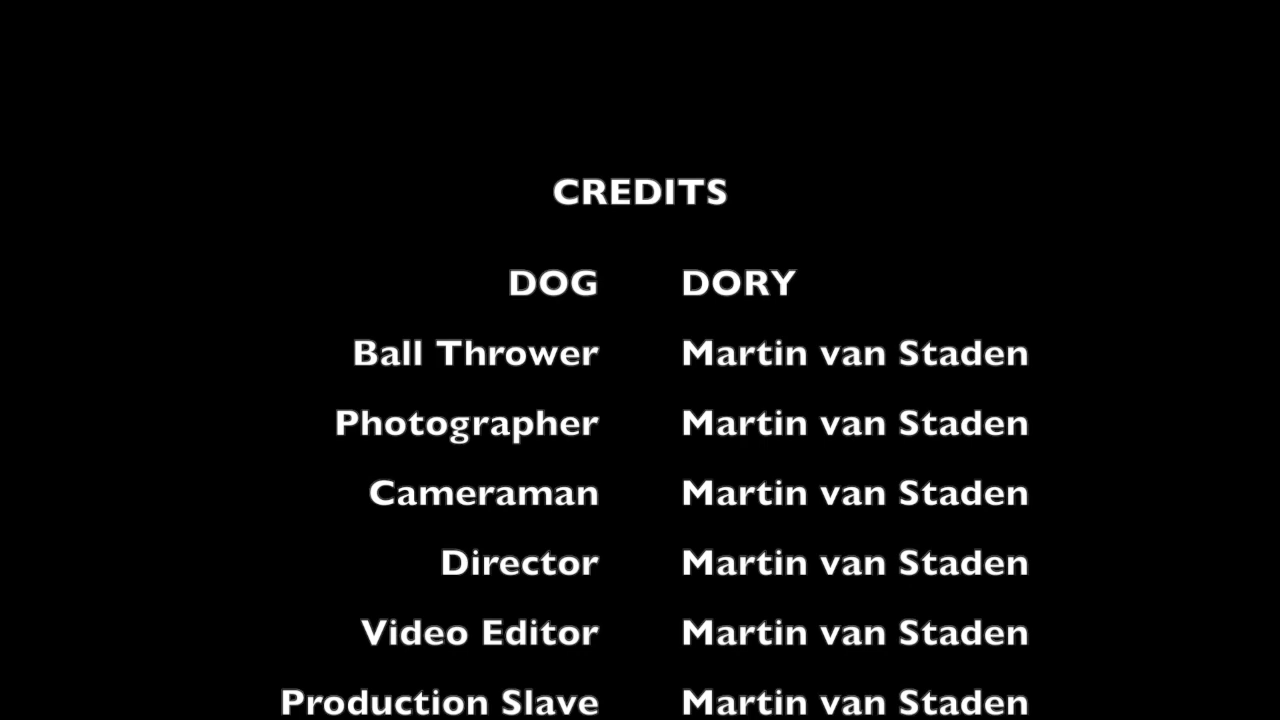 CREDITS
DOG DORY
Ball Thrower Martin van Staden
Photographer Martin van Staden
Cameraman Martin van Staden
Director Martin van Staden
Video Editor Martin van Staden
Production Slave Martin van Staden